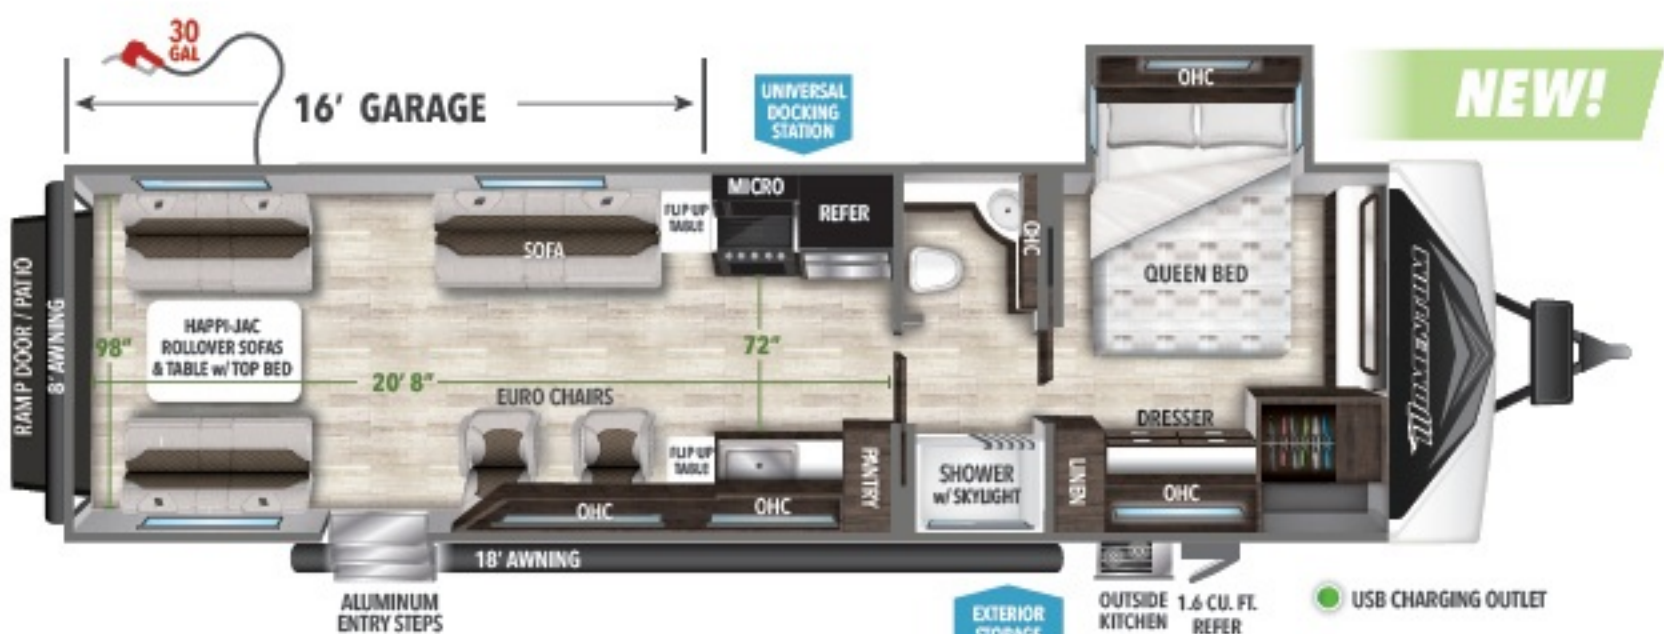 30
GAL
16' GARAGE
UNIVERSAL
DOCKING
STATION
NEW!
OHC
MICRO
REFER
FLIP UP
TABLE
SOFA
OHC
QUEEN BED
RAMP DOOR / PATIO
8' AWNING
98"
HAPPI-JAC
ROLLOVER SOFAS
& TABLE w/ TOP BED
72"
20' 8"
EURO CHAIRS
DRESSER
FLIP UP
TABLE
PANTRY
SHOWER
w/ SKYLIGHT
LINEN
OHC
OHC
OHC
18' AWNING
ALUMINUM
ENTRY STEPS
EXTERIOR
STORAGE
OUTSIDE
KITCHEN
1.6 CU. FT.
REFER
USB CHARGING OUTLET